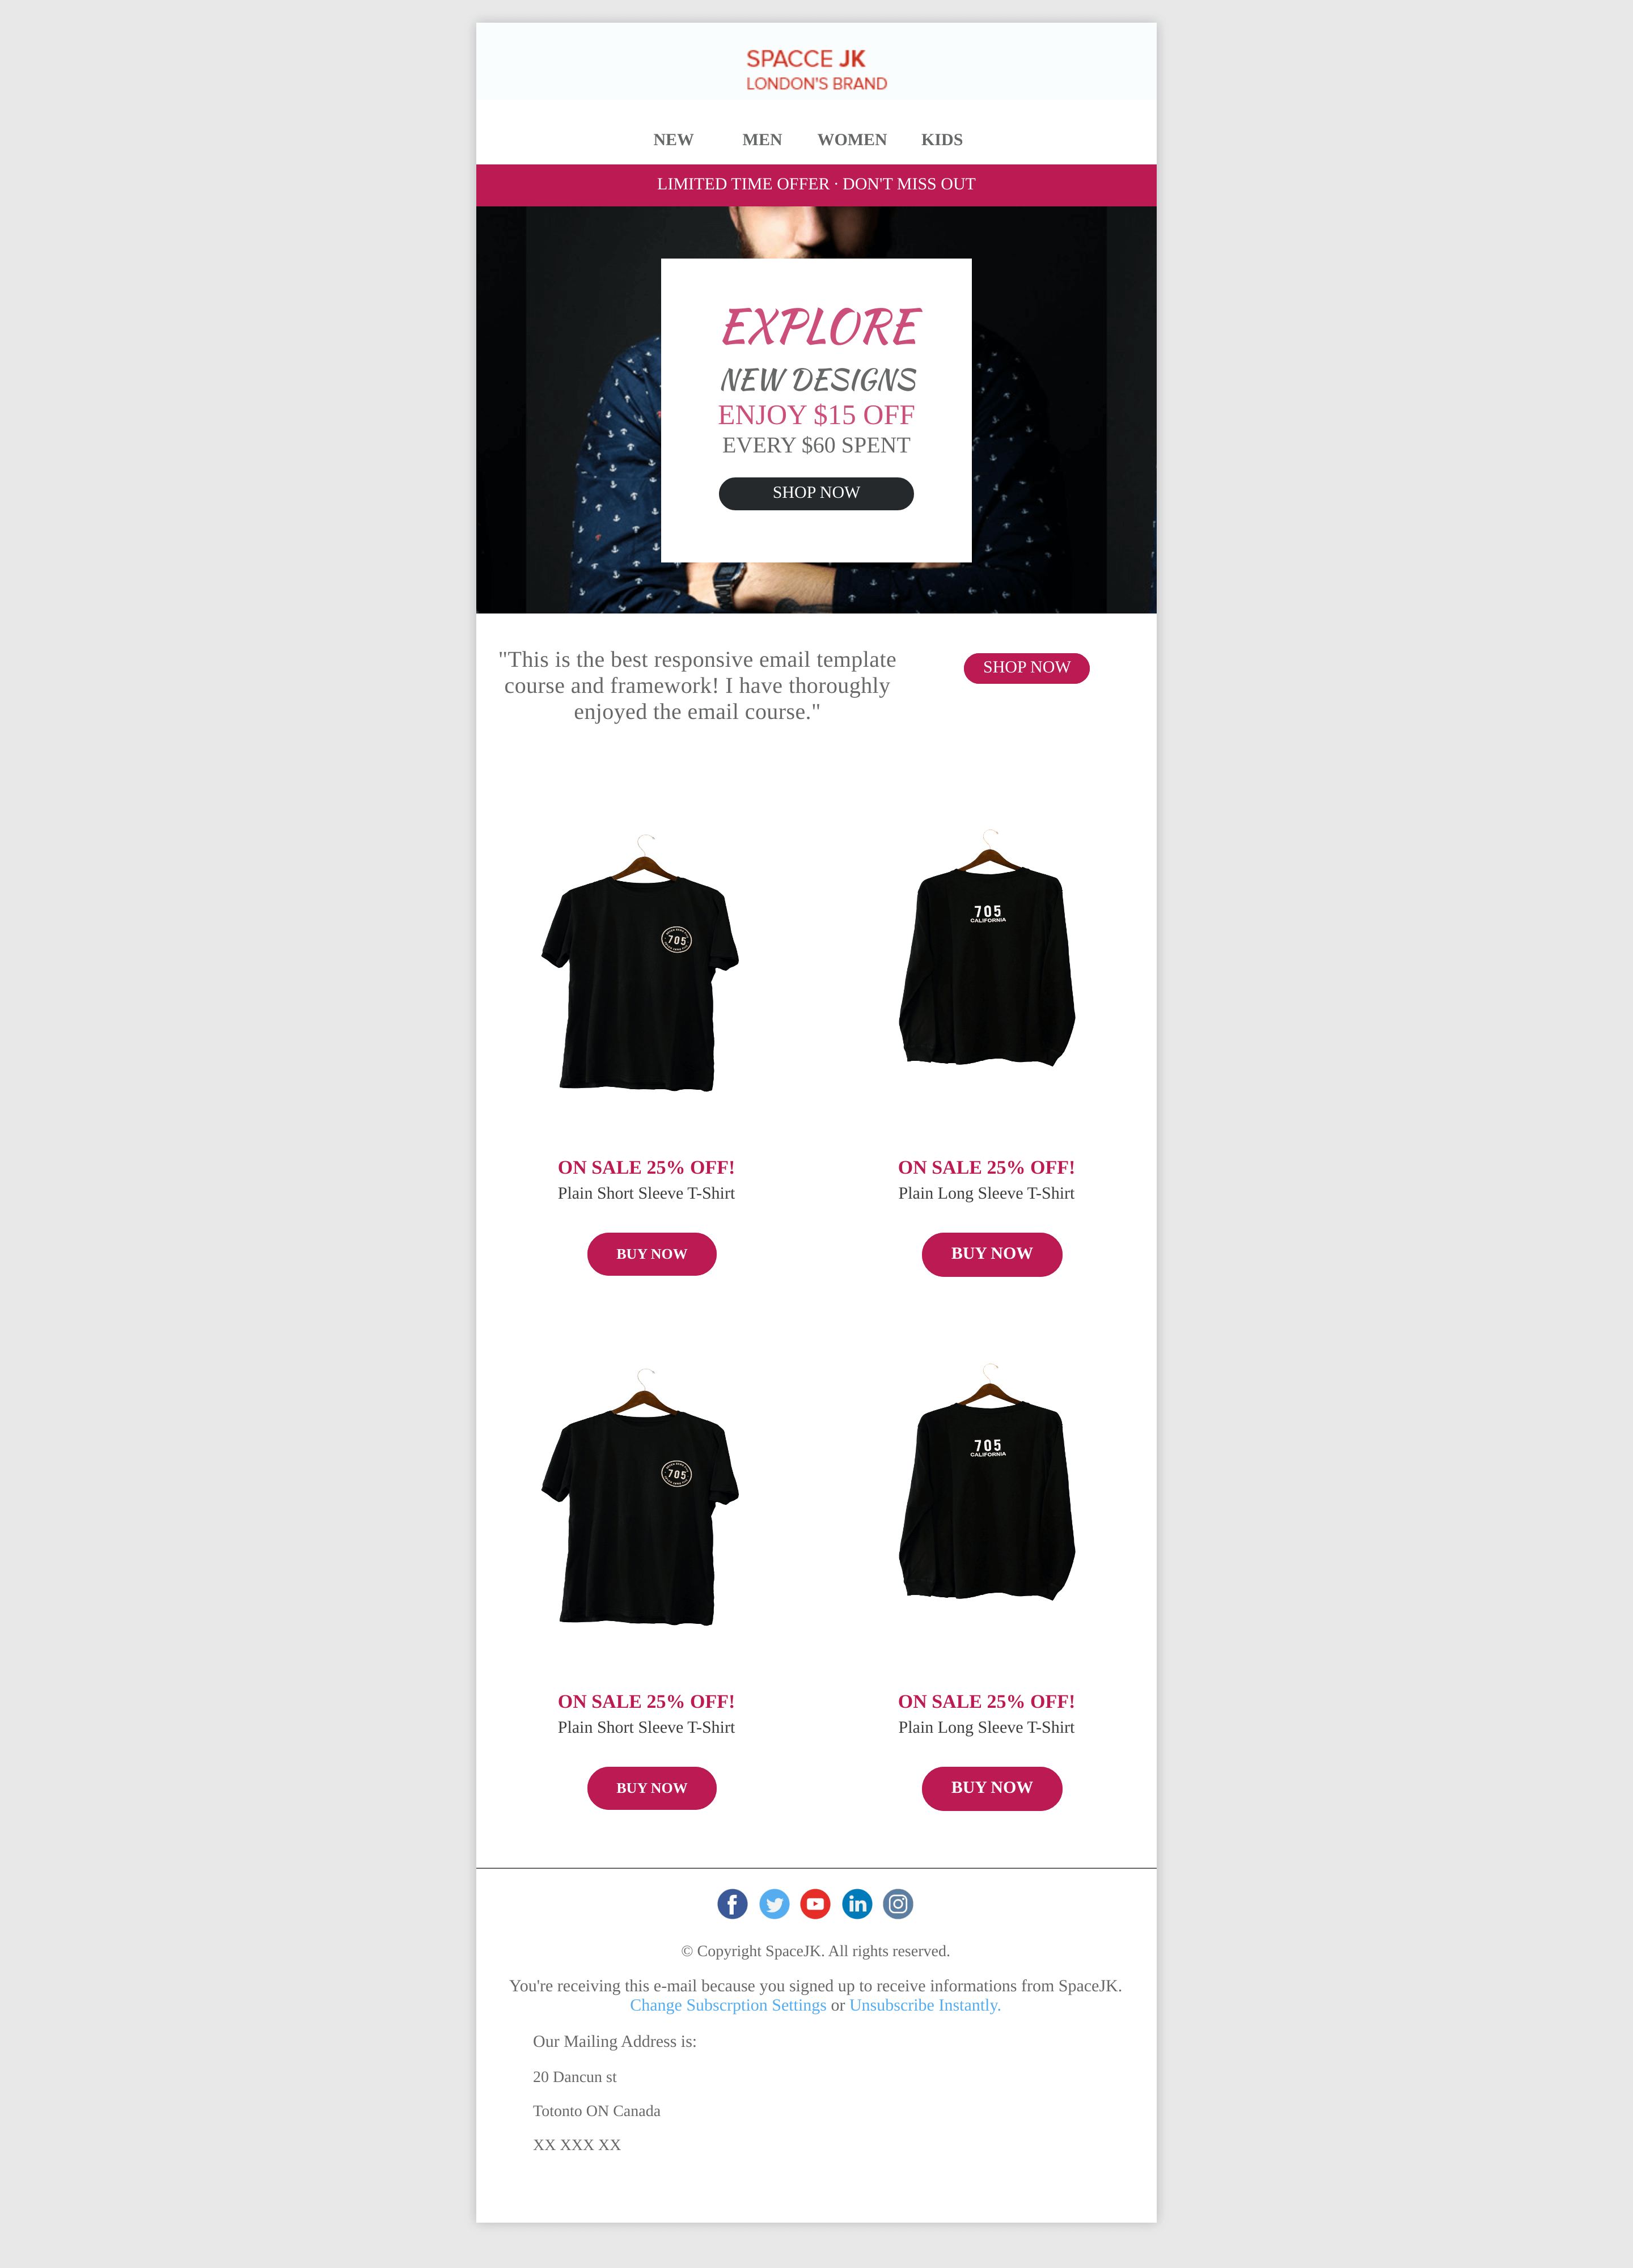 SPACCE JK
LONDON'S BRAND
NEW MEN WOMEN KIDS
LIMITED TIME OFFER · DON'T MISS OUT
EXPLORE
NEW DESIGNS
ENJOY $15 OFF
EVERY $60 SPENT
SHOP NOW
"This is the best responsive email template
course and framework! I have thoroughly
enjoyed the email course."
SHOP NOW
705
705
CALIFORNIA
ON SALE 25% OFF!
Plain Short Sleeve T-Shirt
BUY NOW
ON SALE 25% OFF!
Plain Long Sleeve T-Shirt
BUY NOW
705
705
CALIFORNIA
ON SALE 25% OFF!
Plain Short Sleeve T-Shirt
BUY NOW
ON SALE 25% OFF!
Plain Long Sleeve T-Shirt
BUY NOW
© Copyright SpaceJK. All rights reserved.
You're receiving this e-mail because you signed up to receive informations from SpaceJK.
Change Subscrption Settings or Unsubscribe Instantly.
Our Mailing Address is:
20 Dancun st
Totonto ON Canada
XX XXX XX